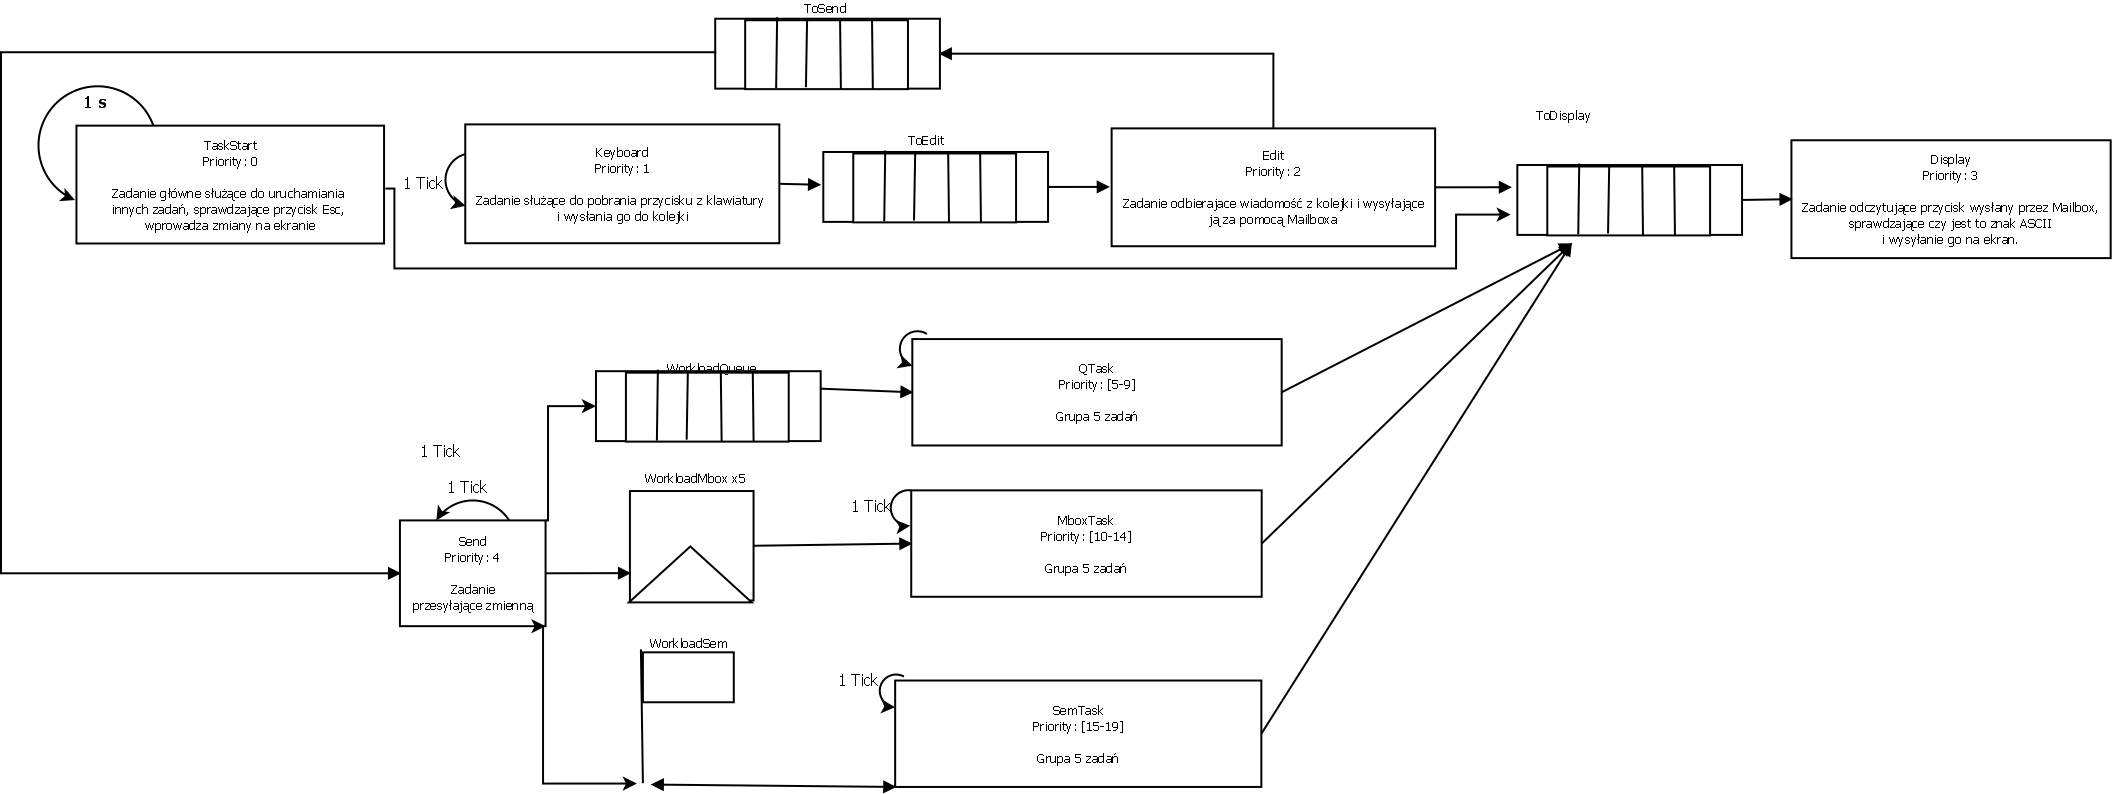 ToSend
1 s
TaskStart
Priority: 0
Zadanie główne służące do uruchamiania
innych zadań, sprawdzające przycisk Esc,
wprowadza zmiany na ekranie
1 Tick
Keyboard
Priority: 1
Zadanie służące do pobrania przycisku z klawiatury
i wysłania go do kolejki
ToEdit
Edit
Priority: 2
Zadanie odbierajace wiadomość z kolejki i wysyłające
ją za pomocą Mailboxa
ToDisplay
Display
Priority: 3
Zadanie odczytujące przycisk wysłany przez Mailbox,
sprawdzające czy jest to znak ASCII
i wysyłanie go na ekran.
WorkloadQueue
QTask
Priority: [5-9]
Grupa 5 zadań
1 Tick
1 Tick
Send
Priority: 4
Zadanie
przesyłające zmienną
WorkloadMbox x5
1 Tick
MboxTask
Priority: [10-14]
Grupa 5 zadań
WorkloadSem
1 Tick
SemTask
Priority: [15-19]
Grupa 5 zadań